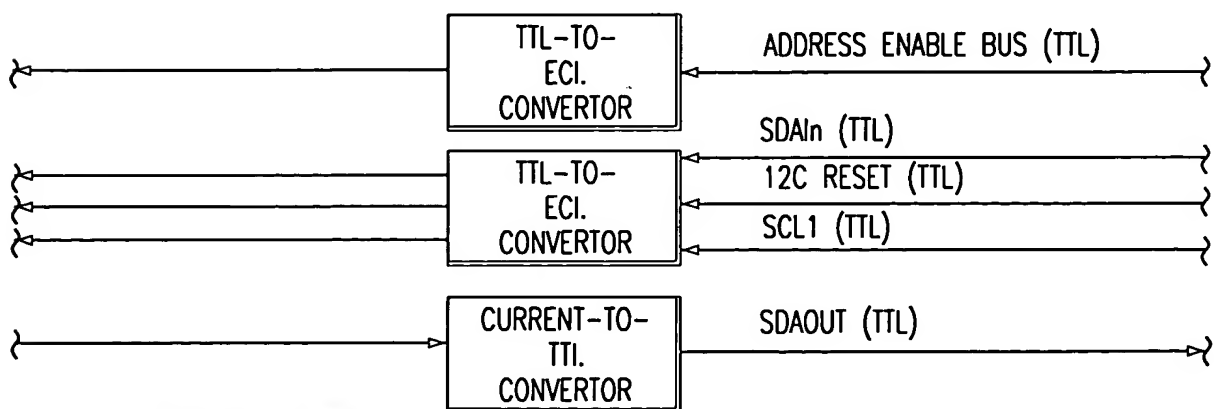 TTL-TO-
ECI.
CONVERTOR
ADDRESS ENABLE BUS (TTL)
TTL-TO-
ECI.
CONVERTOR
SDAIn (TTL)
12C RESET (TTL)
SCL1 (TTL)
CURRENT-TO-
TTI.
CONVERTOR
SDAOUT (TTL)